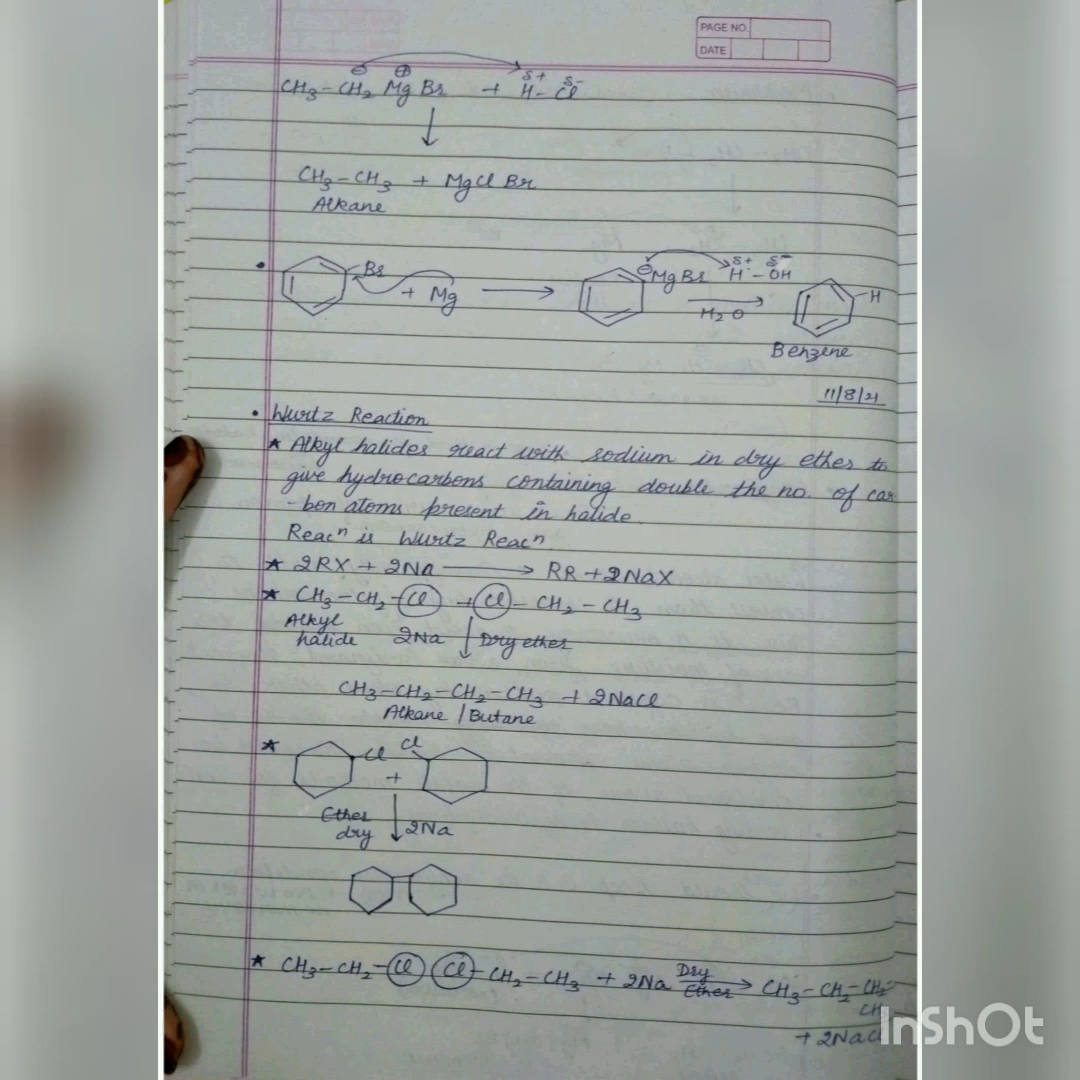 PAGE NO.
DATE
⊖ ⊕ δ+ δ-
CH3-CH2 MgBr + H-Cl
↓
CH3-CH3 + MgCl Br
Alkane
• Br + Mg → ⊖MgBr δ+H-δ-OH → H
H2O
Benzene
11/8/21
• Wurtz Reaction
★ Alkyl halides react with sodium in dry ether to
give hydrocarbons containing double the no. of car
-bon atoms present in halide.
Reacⁿ is Wurtz Reacⁿ.
★ 2RX + 2Na → RR + 2NaX
★ CH3-CH2-Cl + Cl-CH2-CH3
Alkyl
halide 2Na ↓ Dry ether
CH3-CH2-CH2-CH3 + 2NaCl
Alkane / Butane
★ Cl Cl
+
Ether
dry ↓ 2Na
★ CH3-CH2-Cl Cl-CH2-CH3 + 2Na Dry Ether → CH3-CH2-CH2-
CH
+ 2NaCl
InShOt